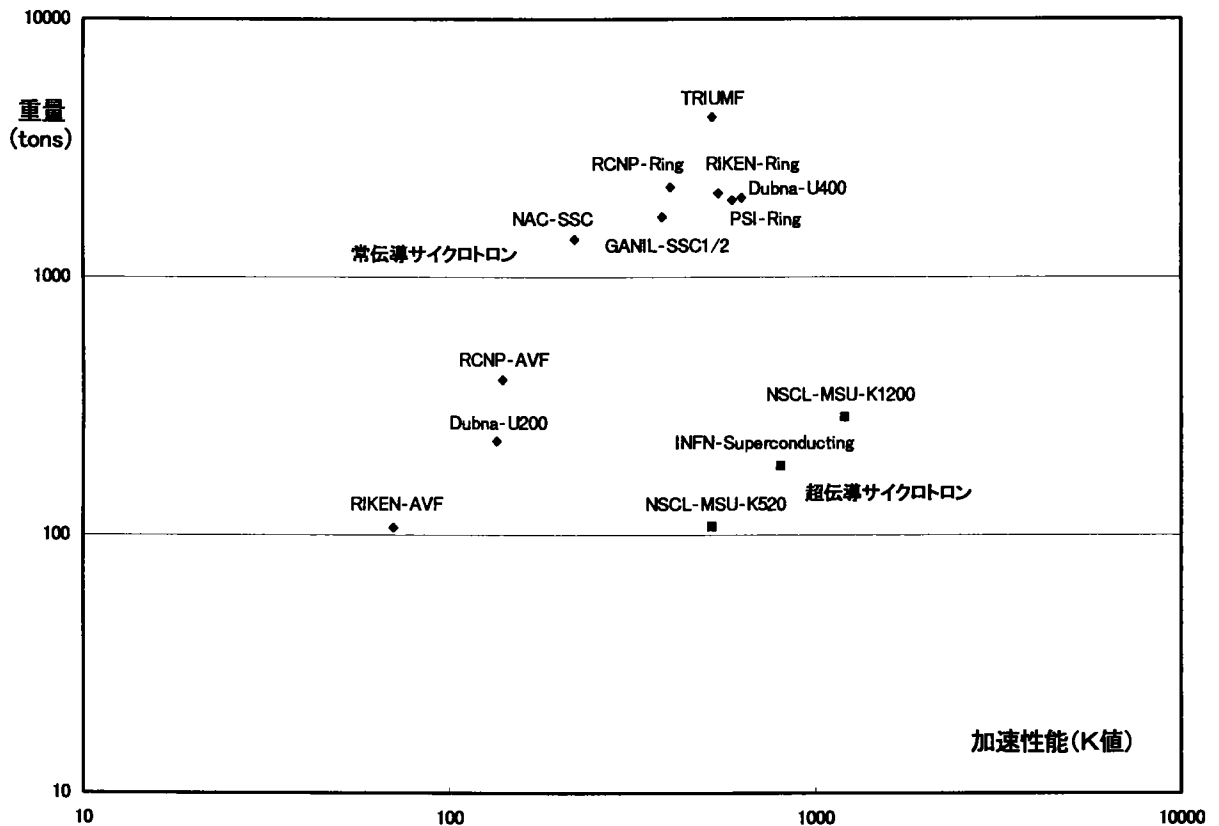 10000
重量
(tons)
TRIUMF
RCNP-Ring
RIKEN-Ring
Dubna-U400
NAC-SSC
PSI-Ring
常伝導サイクロトロン
GANIL-SSC1/2
1000
RCNP-AVF
NSCL-MSU-K1200
Dubna-U200
INFN-Superconducting
超伝導サイクロトロン
RIKEN-AVF
NSCL-MSU-K520
100
加速性能(K値)
10
10
100
1000
10000